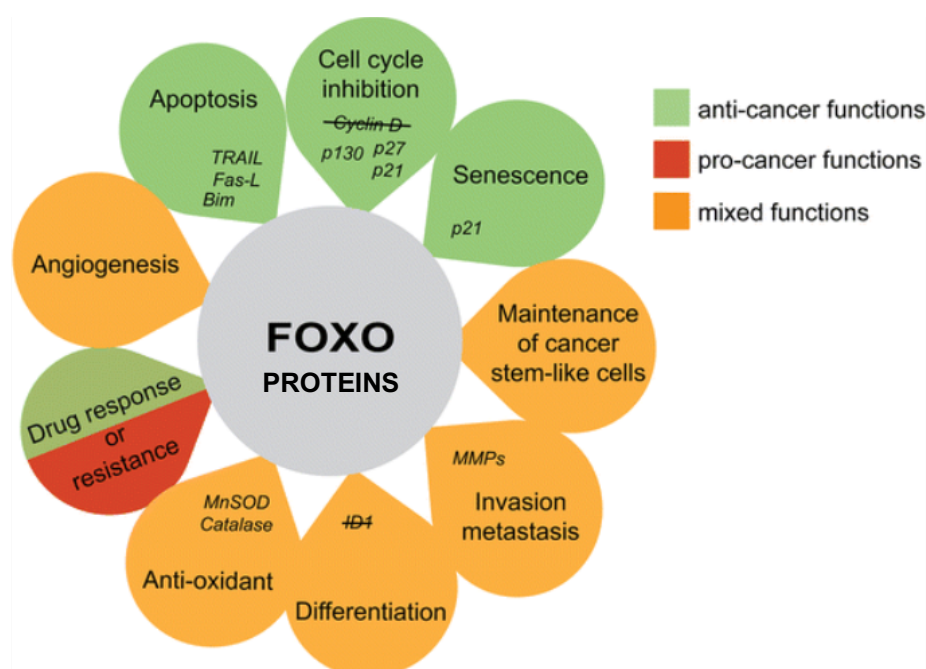 Cell cycle
inhibition
Cyclin D
p130 p27
p21
Apoptosis
TRAIL
Fas-L
Bim
Senescence
p21
anti-cancer functions
pro-cancer functions
mixed functions
Angiogenesis
FOXO
PROTEINS
Maintenance
of cancer
stem-like cells
Drug response
or
resistance
MMPs
Invasion
metastasis
MnSOD
Catalase
Anti-oxidant
ID1
Differentiation